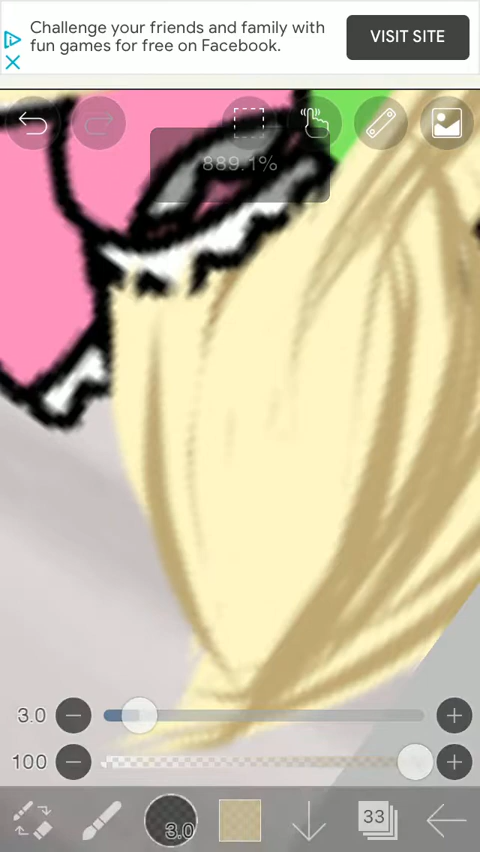 Challenge your friends and family with
fun games for free on Facebook.
VISIT SITE
889.1%
3.0
100
3.0
33